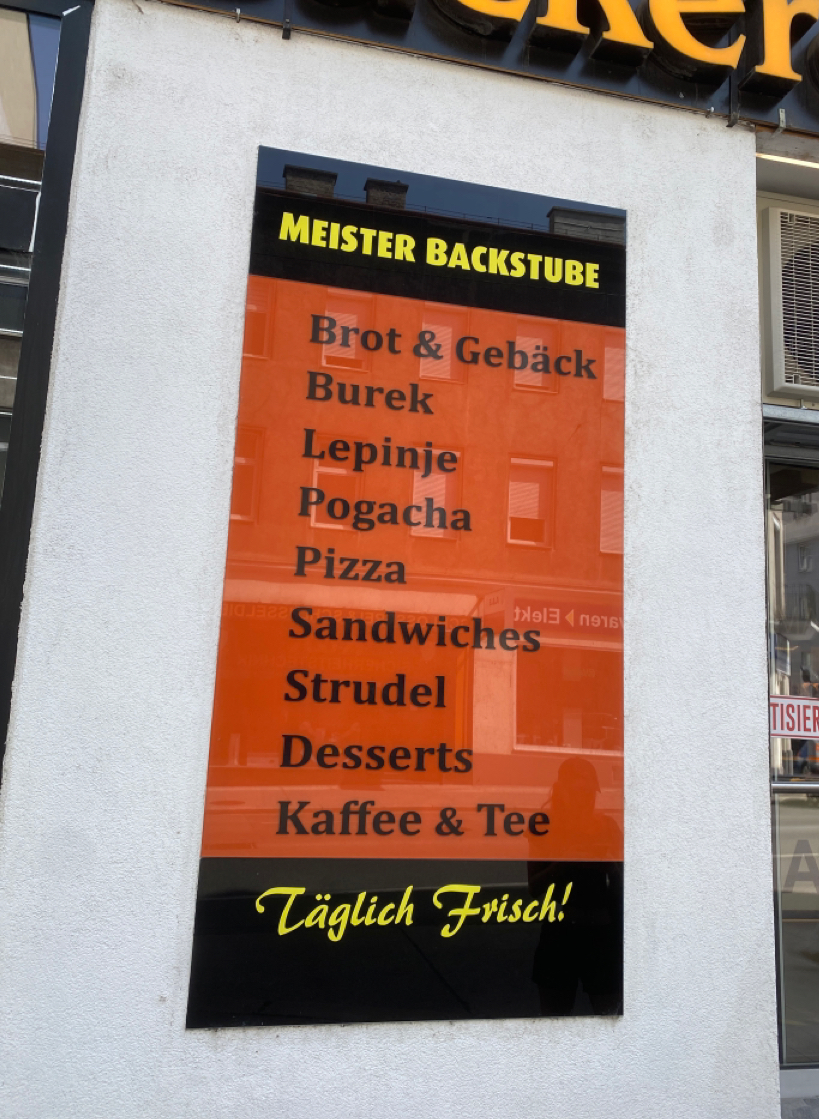 MEISTER BACKSTUBE
Brot & Gebäck
Burek
Lepinje
Pogacha
Pizza
Sandwiches
Strudel
Desserts
Kaffee & Tee
Täglich Frisch!